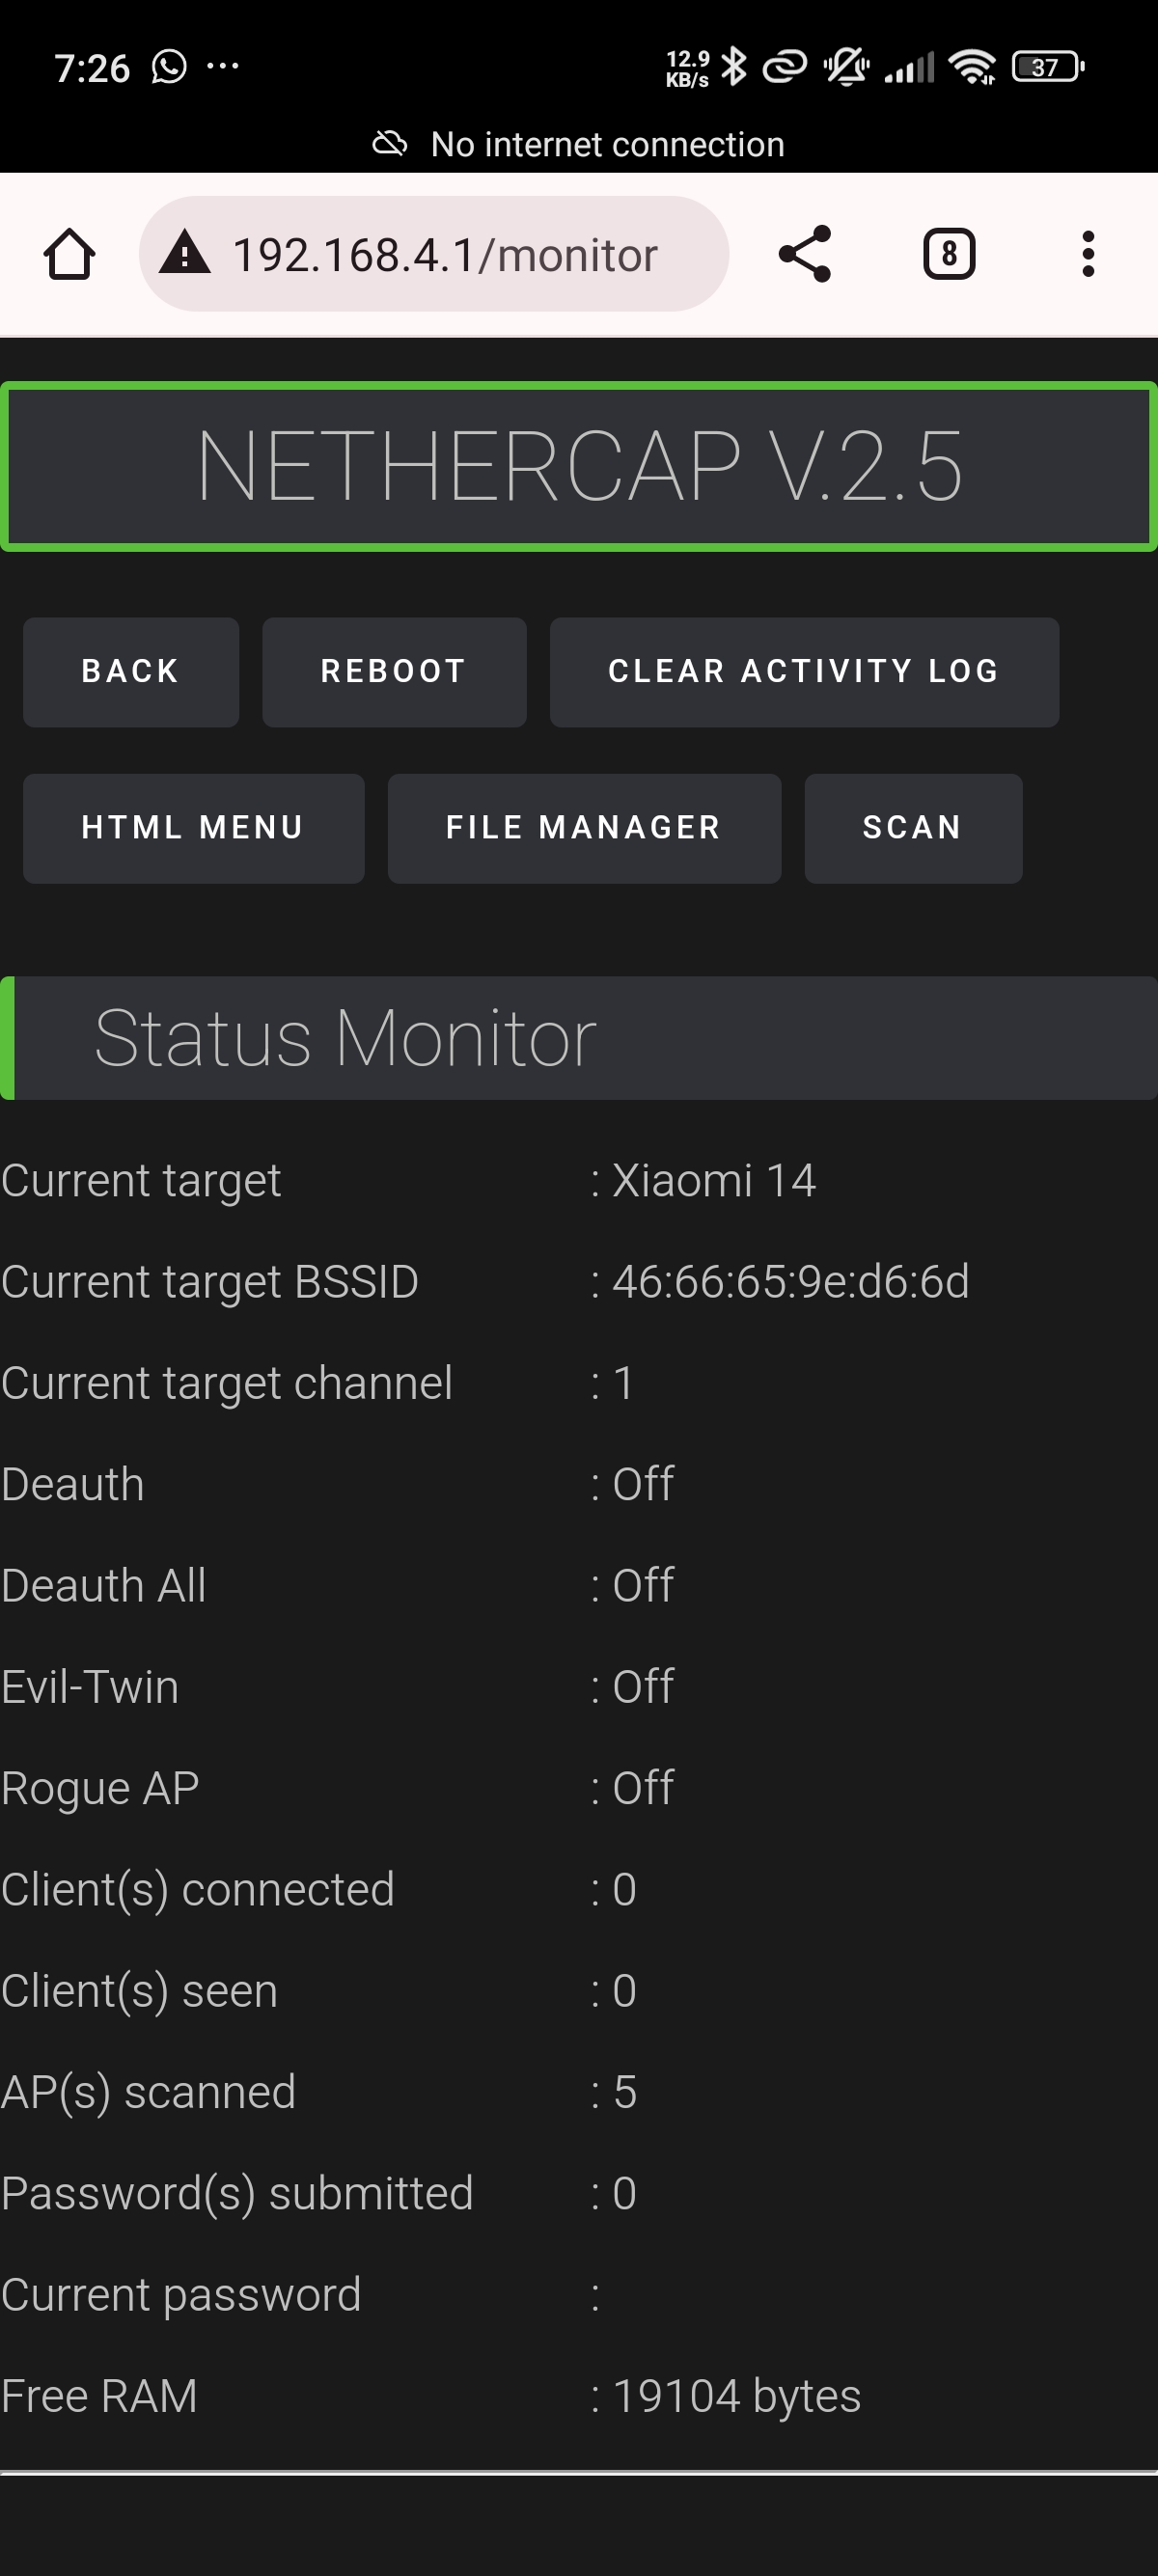 7:26 ... 12.9 KB/s 37
No internet connection
192.168.4.1/monitor 8
NETHERCAP V.2.5
BACK REBOOT CLEAR ACTIVITY LOG
HTML MENU FILE MANAGER SCAN
Status Monitor
Current target : Xiaomi 14
Current target BSSID : 46:66:65:9e:d6:6d
Current target channel : 1
Deauth : Off
Deauth All : Off
Evil-Twin : Off
Rogue AP : Off
Client(s) connected : 0
Client(s) seen : 0
AP(s) scanned : 5
Password(s) submitted : 0
Current password :
Free RAM : 19104 bytes